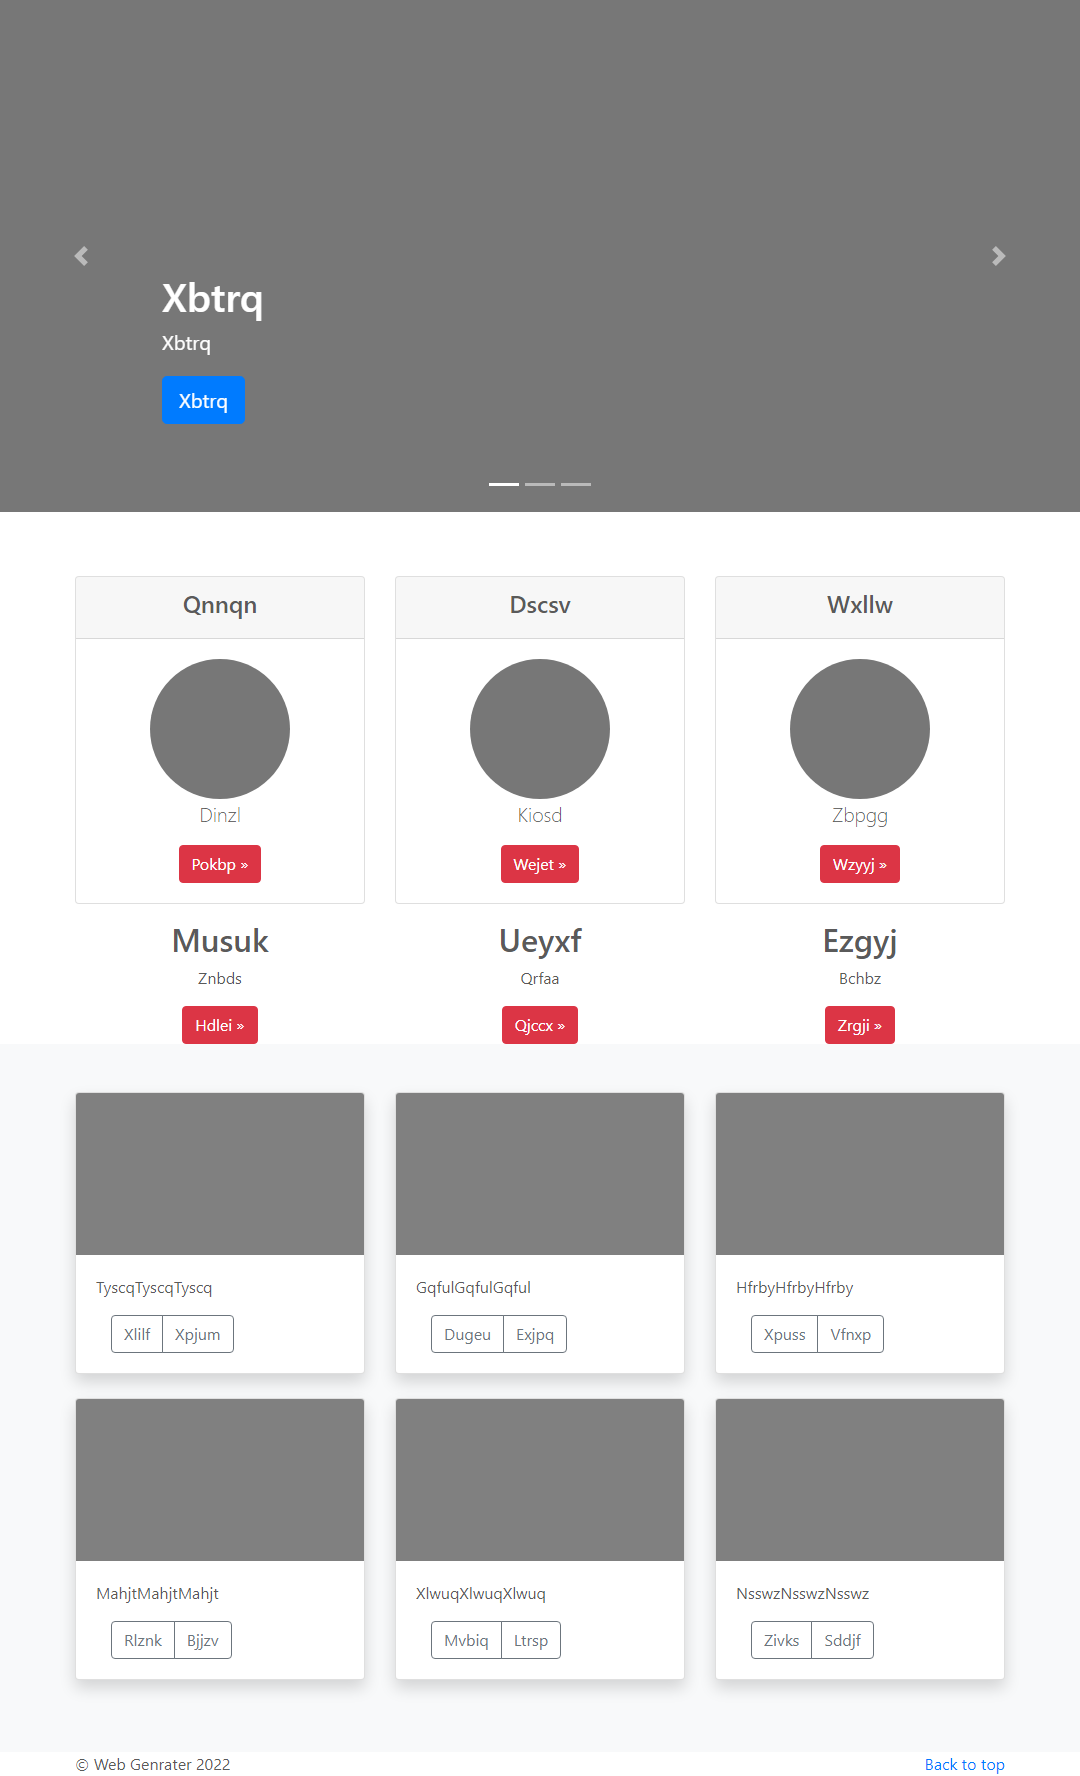 Xbtrq
Xbtrq
Xbtrq
Qnnqn
Dscsv
Wxllw
Dinzl
Kiosd
Zbpgg
Pokbp »
Wejet »
Wzyyj »
Musuk
Ueyxf
Ezgyj
Znbds
Qrfaa
Bchbz
Hdlei »
Qjccx »
Zrgji »
TyscqTyscqTyscq
GqfulGqfulGqful
HfrbyHfrbyHfrby
Xlilf Xpjum
Dugeu Exjpq
Xpuss Vfnxp
MahjtMahjtMahjt
XlwuqXlwuqXlwuq
NsswzNsswzNsswz
Rlznk Bjjzv
Mvbiq Ltrsp
Zivks Sddjf
© Web Genrater 2022
Back to top